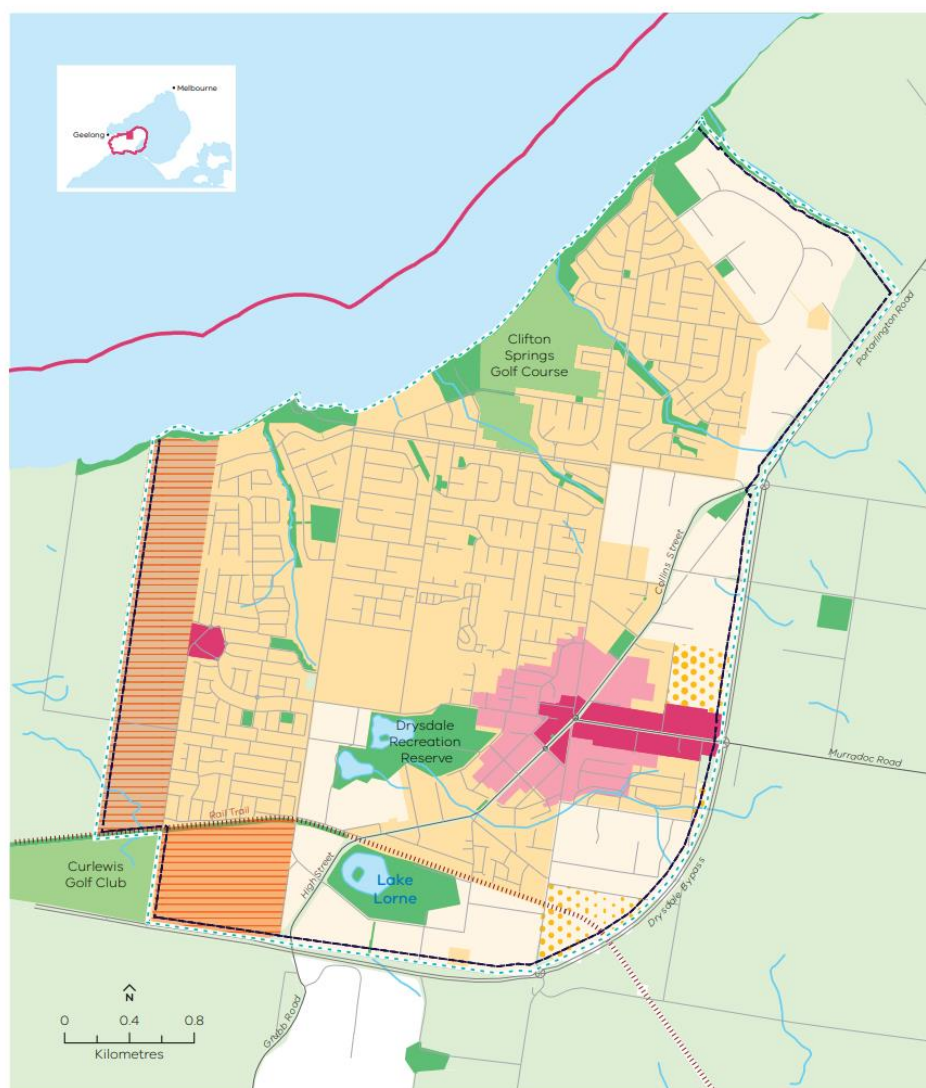 Melbourne
Geelong
Clifton
Springs
Golf Course
Portarlington Road
Collins Street
Drysdale
Recreation
Reserve
Murradoc Road
Rail Trail
Curlewis
Golf Club
High Street
Lake
Lorne
Drysdale Bypass
N
0 0.4 0.8
Kilometres
Grubb Road